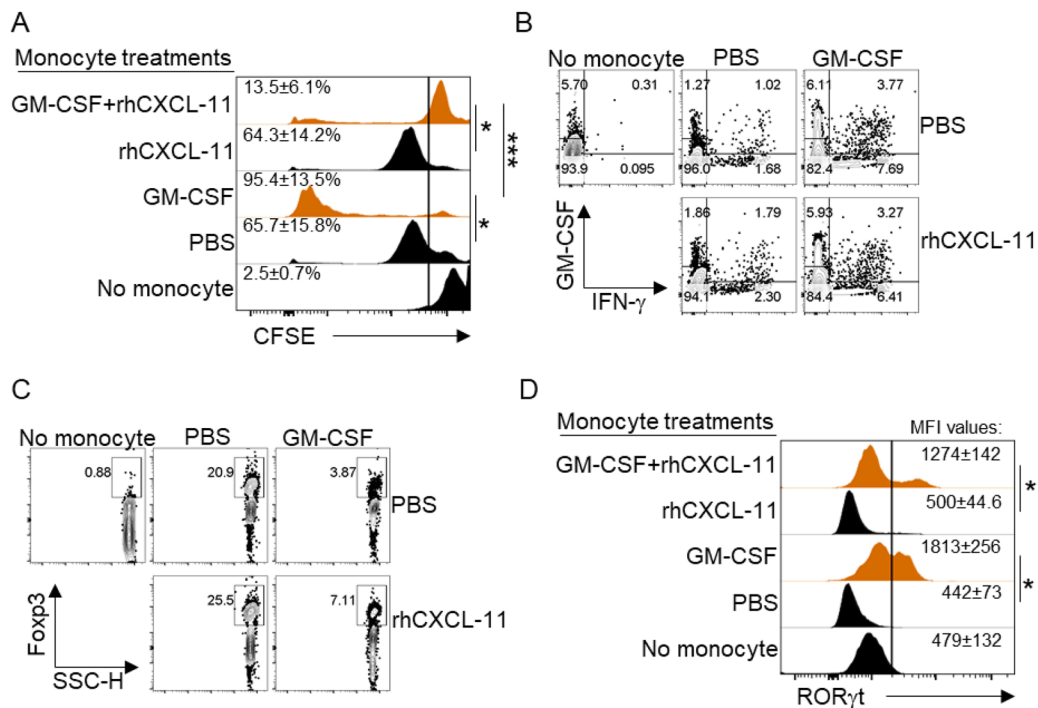 A
Monocyte treatments
GM-CSF+rhCXCL-11
13.5±6.1%
*
***
rhCXCL-11
64.3±14.2%
GM-CSF
95.4±13.5%
*
PBS
65.7±15.8%
No monocyte
2.5±0.7%
CFSE
B
No monocyte PBS GM-CSF
5.70 0.31 1.27 1.02 6.11 3.77
PBS
93.9 0.095 96.0 1.68 82.4 7.69
1.86 1.79 5.93 3.27
rhCXCL-11
94.1 2.30 84.4 6.41
GM-CSF
IFN-γ
C
No monocyte PBS GM-CSF
0.88 20.9 3.87
PBS
25.5 7.11
rhCXCL-11
Foxp3
SSC-H
D
Monocyte treatments MFI values:
GM-CSF+rhCXCL-11 1274±142
*
rhCXCL-11 500±44.6
GM-CSF 1813±256
*
PBS 442±73
No monocyte 479±132
RORγt